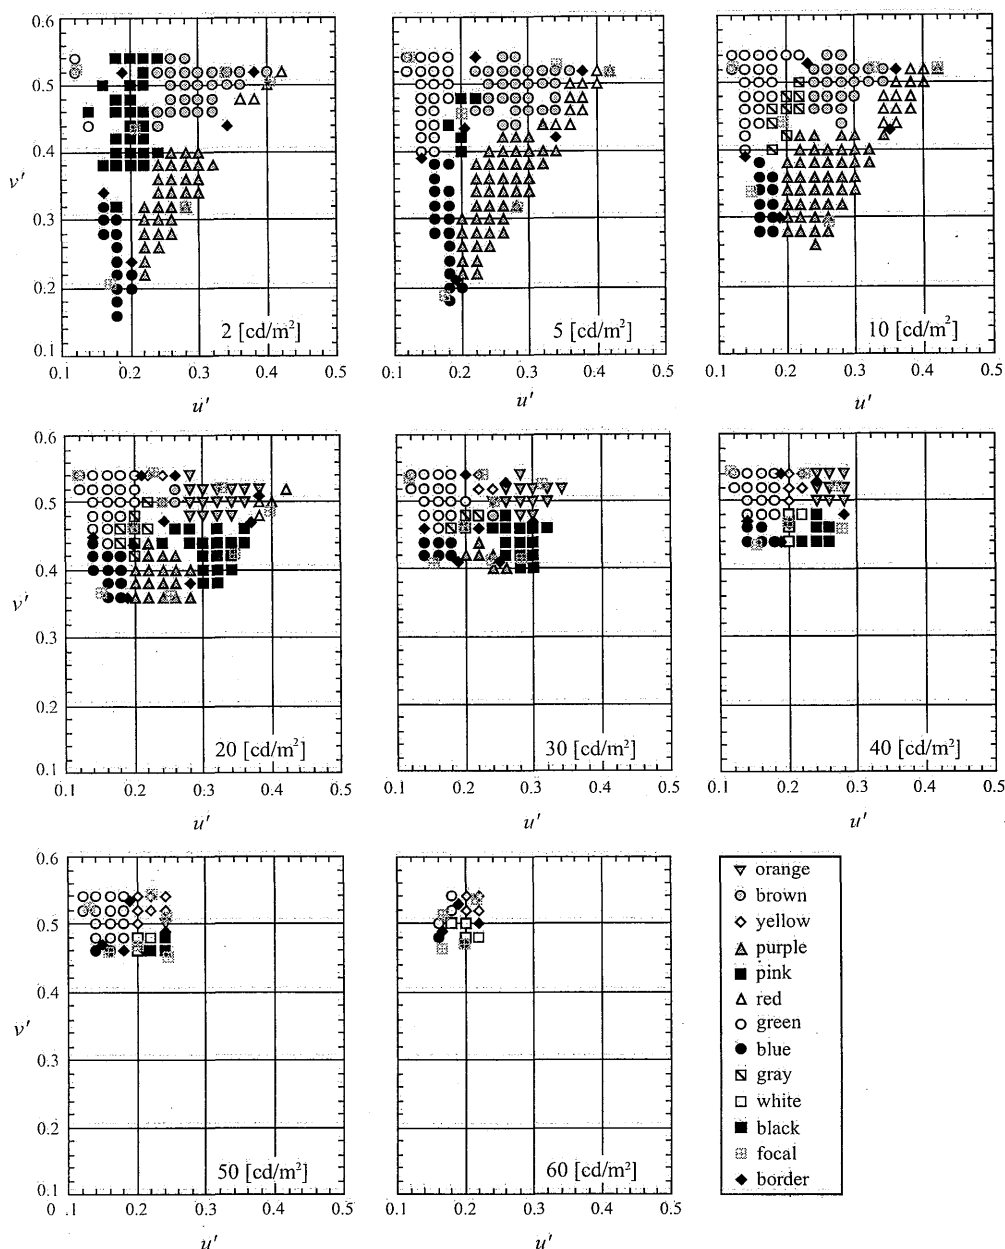 0.6
0.5
0.4
v'
0.3
0.2
0.1
2 [cd/m²]
0.1 0.2 0.3 0.4 0.5
u'
5 [cd/m²]
0.1 0.2 0.3 0.4 0.5
u'
10 [cd/m²]
0.1 0.2 0.3 0.4 0.5
u'
0.6
0.5
0.4
v'
0.3
0.2
0.1
20 [cd/m²]
0.1 0.2 0.3 0.4 0.5
u'
30 [cd/m²]
0.1 0.2 0.3 0.4 0.5
u'
40 [cd/m²]
0.1 0.2 0.3 0.4 0.5
u'
0.6
0.5
0.4
v'
0.3
0.2
0.1
50 [cd/m²]
0 0.1 0.2 0.3 0.4 0.5
u'
60 [cd/m²]
0.1 0.2 0.3 0.4 0.5
u'
orange
brown
yellow
purple
pink
red
green
blue
gray
white
black
focal
border